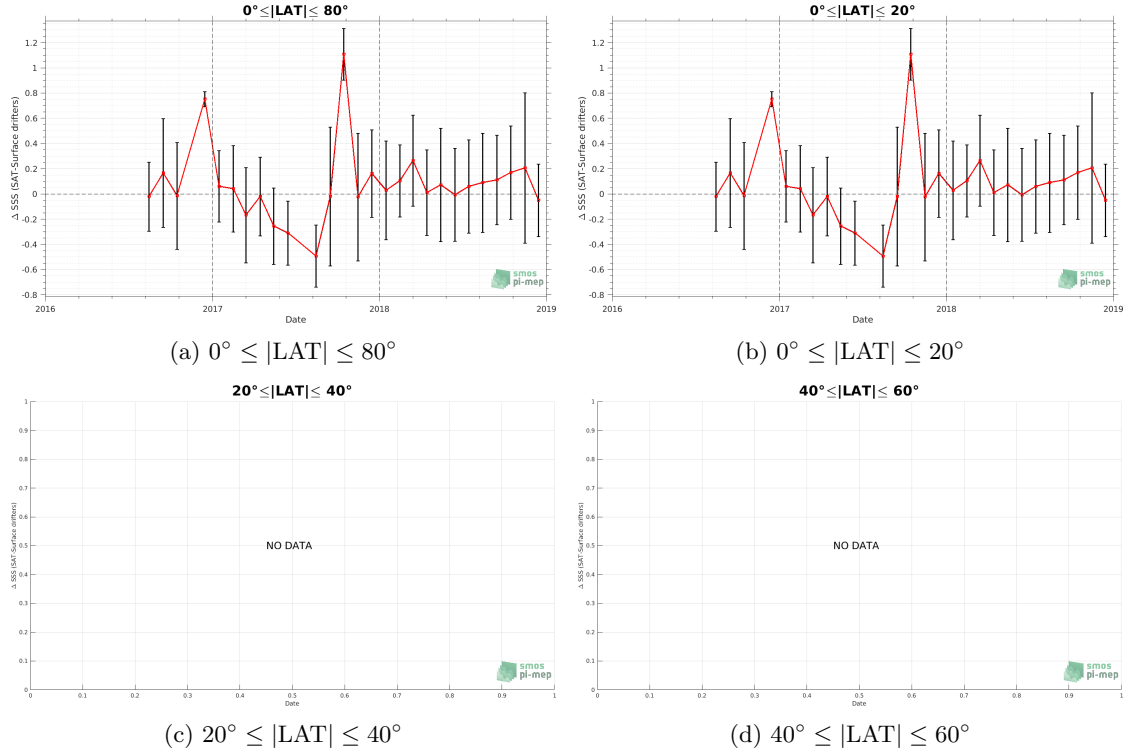 0°≤|LAT|≤ 80°
Δ SSS (SAT-Surface drifters)
1.2
1
0.8
0.6
0.4
0.2
0
-0.2
-0.4
-0.6
-0.8
2016
2017
2018
2019
Date
smos
pi-mep
(a) 0° ≤ |LAT| ≤ 80°
0°≤|LAT|≤ 20°
Δ SSS (SAT-Surface drifters)
1.2
1
0.8
0.6
0.4
0.2
0
-0.2
-0.4
-0.6
-0.8
2016
2017
2018
2019
Date
smos
pi-mep
(b) 0° ≤ |LAT| ≤ 20°
20°≤|LAT|≤ 40°
Δ SSS (SAT-Surface drifters)
1
0.9
0.8
0.7
0.6
0.5
0.4
0.3
0.2
0.1
0
NO DATA
0
0.1
0.2
0.3
0.4
0.5
0.6
0.7
0.8
0.9
1
Date
smos
pi-mep
(c) 20° ≤ |LAT| ≤ 40°
40°≤|LAT|≤ 60°
Δ SSS (SAT-Surface drifters)
1
0.9
0.8
0.7
0.6
0.5
0.4
0.3
0.2
0.1
0
NO DATA
0
0.1
0.2
0.3
0.4
0.5
0.6
0.7
0.8
0.9
1
Date
smos
pi-mep
(d) 40° ≤ |LAT| ≤ 60°